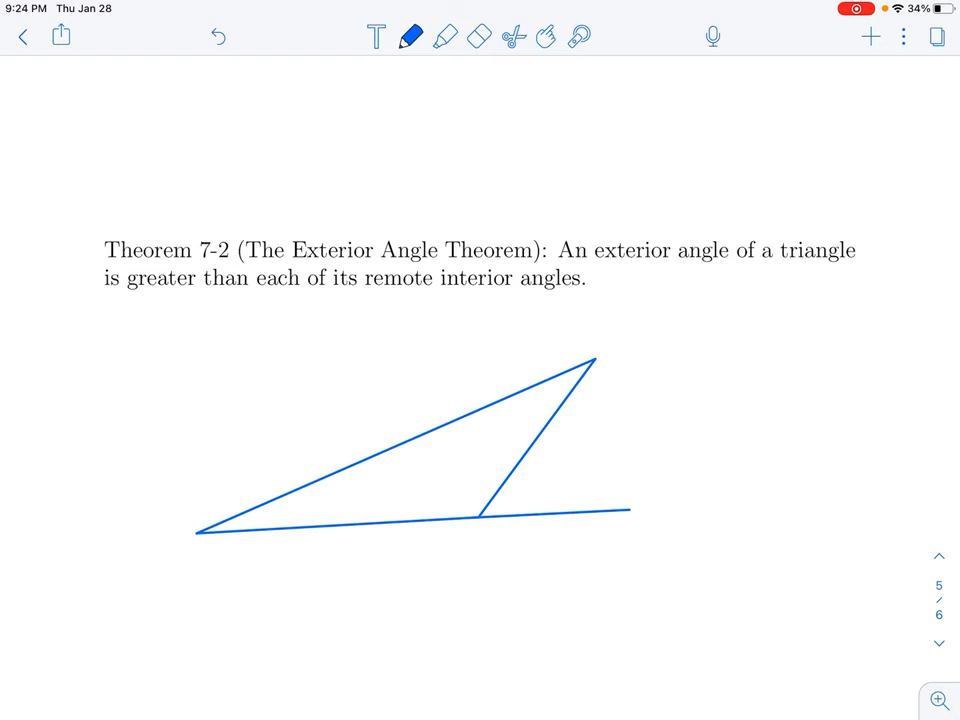 9:24 PM Thu Jan 28
34%
T
Theorem 7-2 (The Exterior Angle Theorem): An exterior angle of a triangle
is greater than each of its remote interior angles.
5
/
6